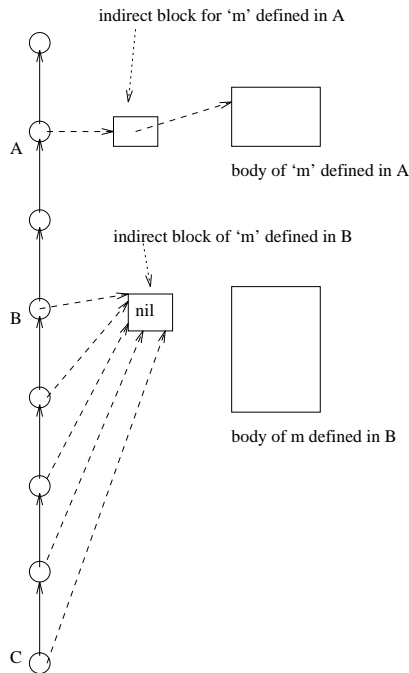 indirect block for ‘m’ defined in A
A
body of ‘m’ defined in A
indirect block of ‘m’ defined in B
B
nil
body of m defined in B
C